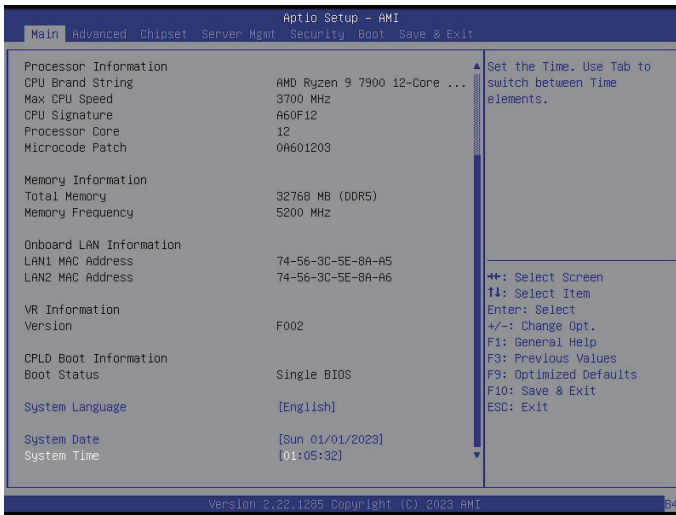 Aptio Setup – AMI
Main Advanced Chipset Server Mgmt Security Boot Save & Exit
Processor Information
CPU Brand String AMD Ryzen 9 7900 12-Core ...
Max CPU Speed 3700 MHz
CPU Signature A60F12
Processor Core 12
Microcode Patch 0A601203
Memory Information
Total Memory 32768 MB (DDR5)
Memory Frequency 5200 MHz
Onboard LAN Information
LAN1 MAC Address 74-56-3C-5E-8A-A5
LAN2 MAC Address 74-56-3C-5E-8A-A6
VR Information
Version F002
CPLD Boot Information
Boot Status Single BIOS
System Language [English]
System Date [Sun 01/01/2023]
System Time [01:05:32]
Set the Time. Use Tab to
switch between Time
elements.
→←: Select Screen
↑↓: Select Item
Enter: Select
+/-: Change Opt.
F1: General Help
F3: Previous Values
F9: Optimized Defaults
F10: Save & Exit
ESC: Exit
Version 2.22.1285 Copyright (C) 2023 AMI